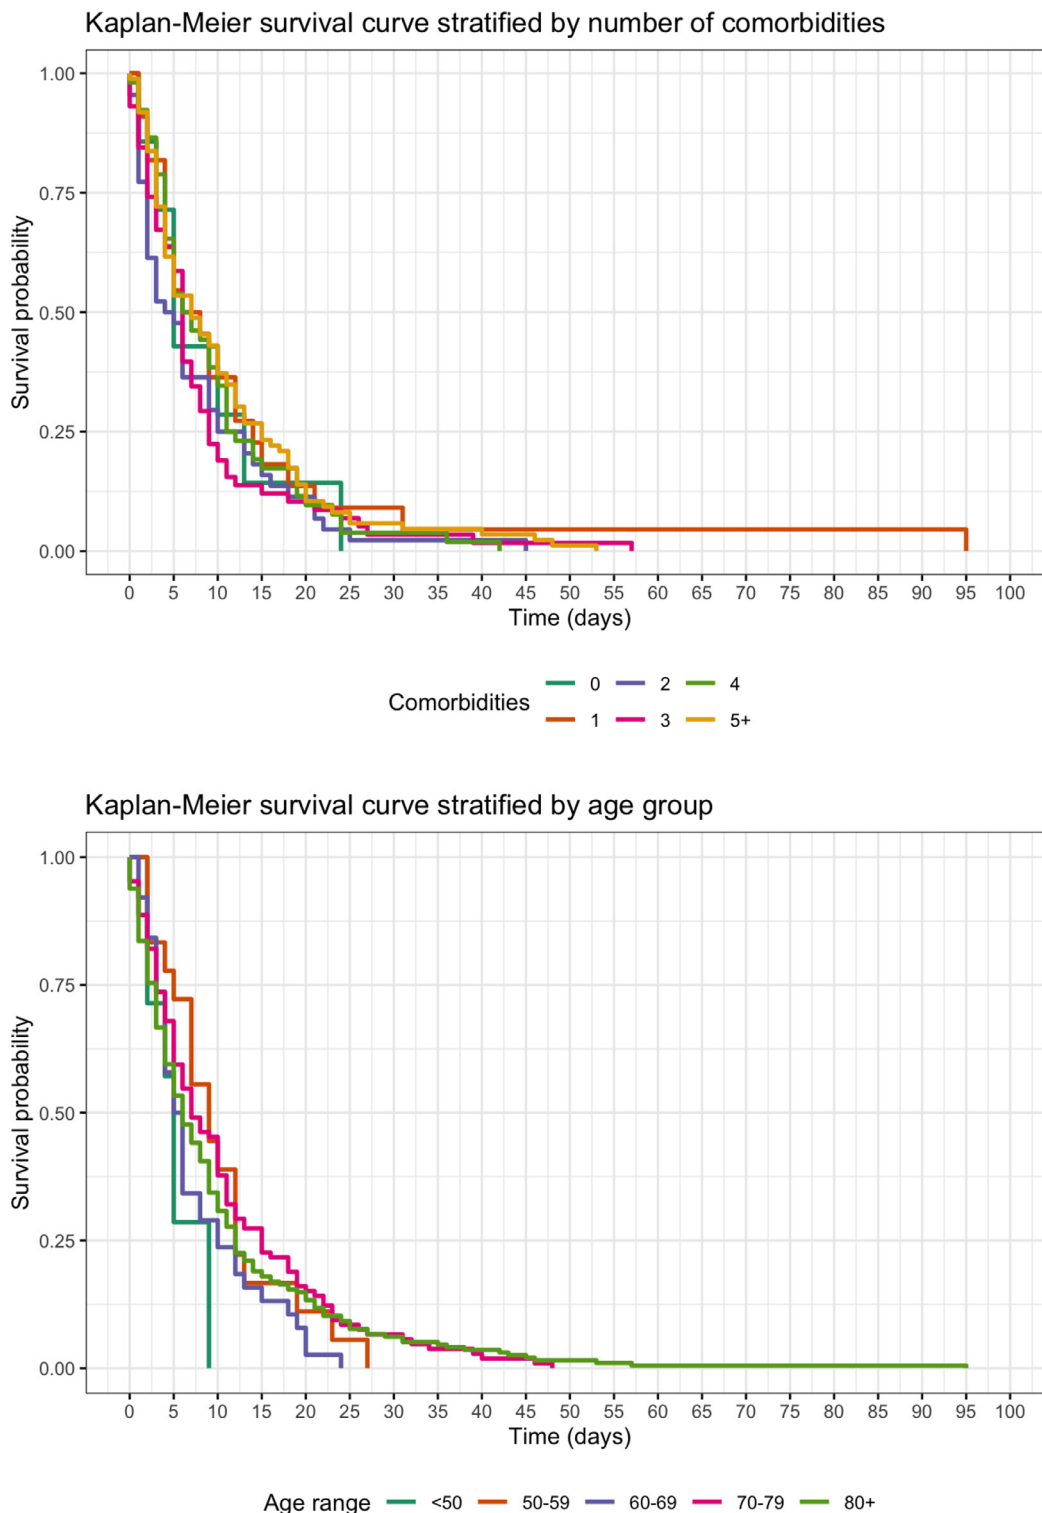 Kaplan-Meier survival curve stratified by number of comorbidities
1.00
0.75
0.50
0.25
0.00
Survival probability
0 5 10 15 20 25 30 35 40 45 50 55 60 65 70 75 80 85 90 95 100
Time (days)
Comorbidities
0 2 4
1 3 5+
Kaplan-Meier survival curve stratified by age group
1.00
0.75
0.50
0.25
0.00
Survival probability
0 5 10 15 20 25 30 35 40 45 50 55 60 65 70 75 80 85 90 95 100
Time (days)
Age range <50 50-59 60-69 70-79 80+